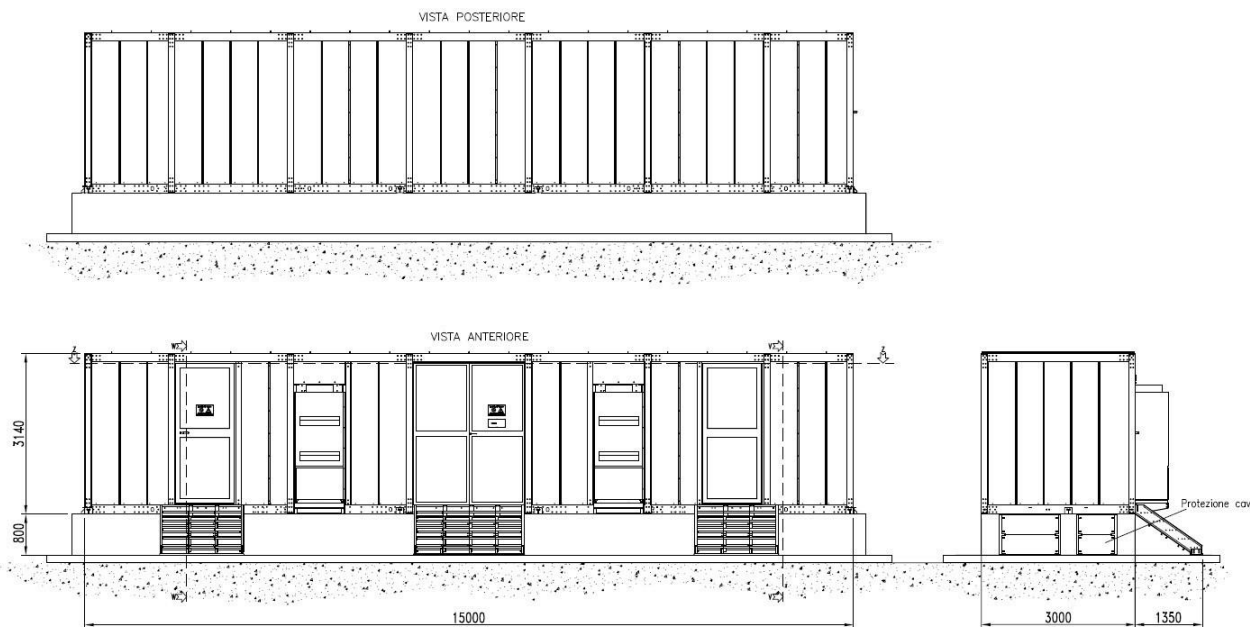 VISTA POSTERIORE
VISTA ANTERIORE
Z
Z
3140
800
15000
3000
1350
Protezione cav